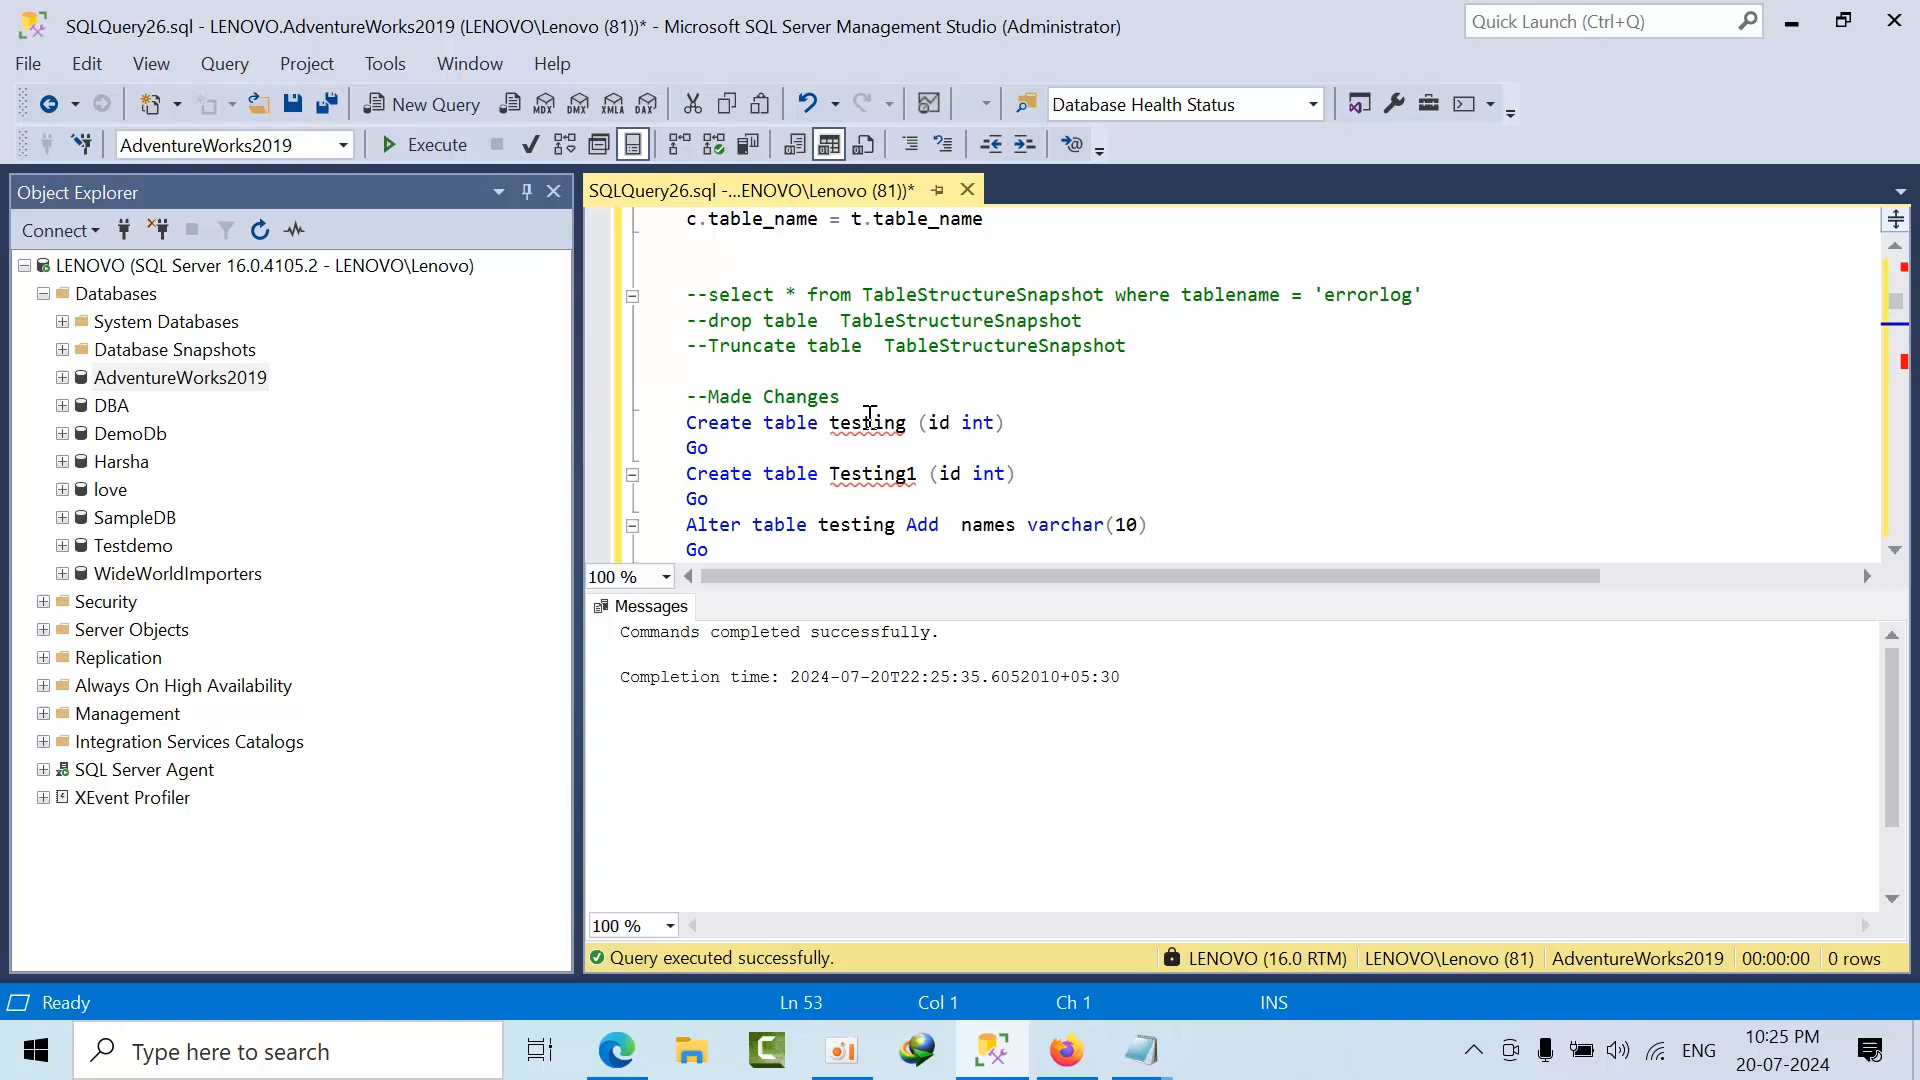 SQLQuery26.sql - LENOVO.AdventureWorks2019 (LENOVO\Lenovo (81))* - Microsoft SQL Server Management Studio (Administrator)
Quick Launch (Ctrl+Q)
File Edit View Query Project Tools Window Help
New Query
MDX DMX XMLA DAX
Database Health Status
AdventureWorks2019
Execute
Object Explorer
SQLQuery26.sql -...ENOVO\Lenovo (81))*
Connect
LENOVO (SQL Server 16.0.4105.2 - LENOVO\Lenovo)
Databases
System Databases
Database Snapshots
AdventureWorks2019
DBA
DemoDb
Harsha
love
SampleDB
Testdemo
WideWorldImporters
Security
Server Objects
Replication
Always On High Availability
Management
Integration Services Catalogs
SQL Server Agent
XEvent Profiler
c.table_name = t.table_name
--select * from TableStructureSnapshot where tablename = 'errorlog'
--drop table  TableStructureSnapshot
--Truncate table  TableStructureSnapshot
--Made Changes
Create table testing (id int)
Go
Create table Testing1 (id int)
Go
Alter table testing Add  names varchar(10)
Go
100 %
Messages
Commands completed successfully.
Completion time: 2024-07-20T22:25:35.6052010+05:30
100 %
Query executed successfully.
LENOVO (16.0 RTM) LENOVO\Lenovo (81) AdventureWorks2019 00:00:00 0 rows
Ready Ln 53 Col 1 Ch 1 INS
Type here to search
ENG
10:25 PM
20-07-2024